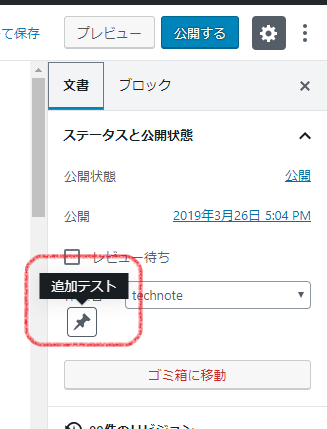 て保存 プレビュー 公開する
文書 ブロック
ステータスと公開状態
公開状態 公開
公開 2019年3月26日 5:04 PM
レビュー待ち
追加テスト
technote
ゴミ箱に移動